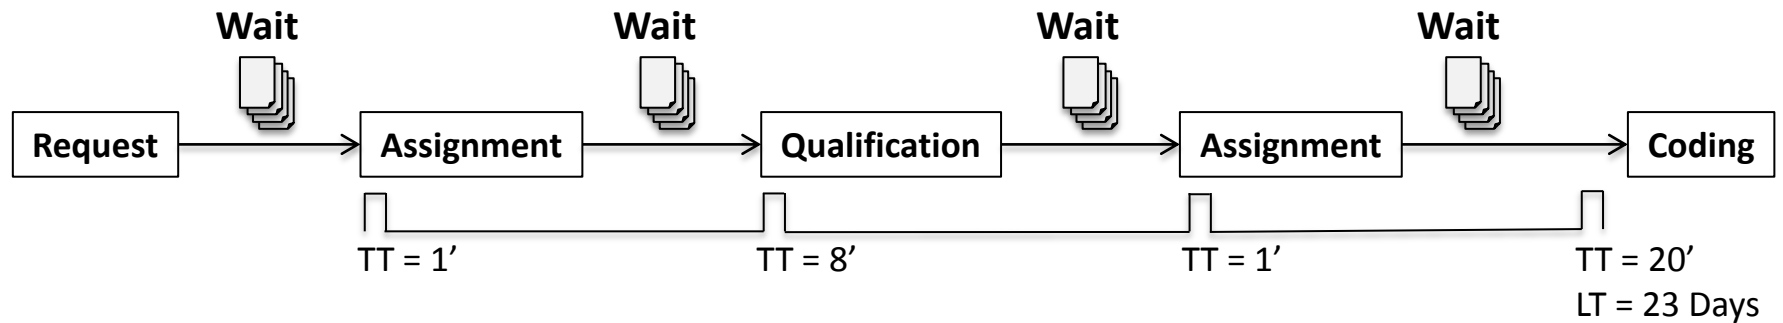 Wait
Wait
Wait
Wait
Request
Assignment
Qualification
Assignment
Coding
TT = 1’
TT = 8’
TT = 1’
TT = 20’
LT = 23 Days